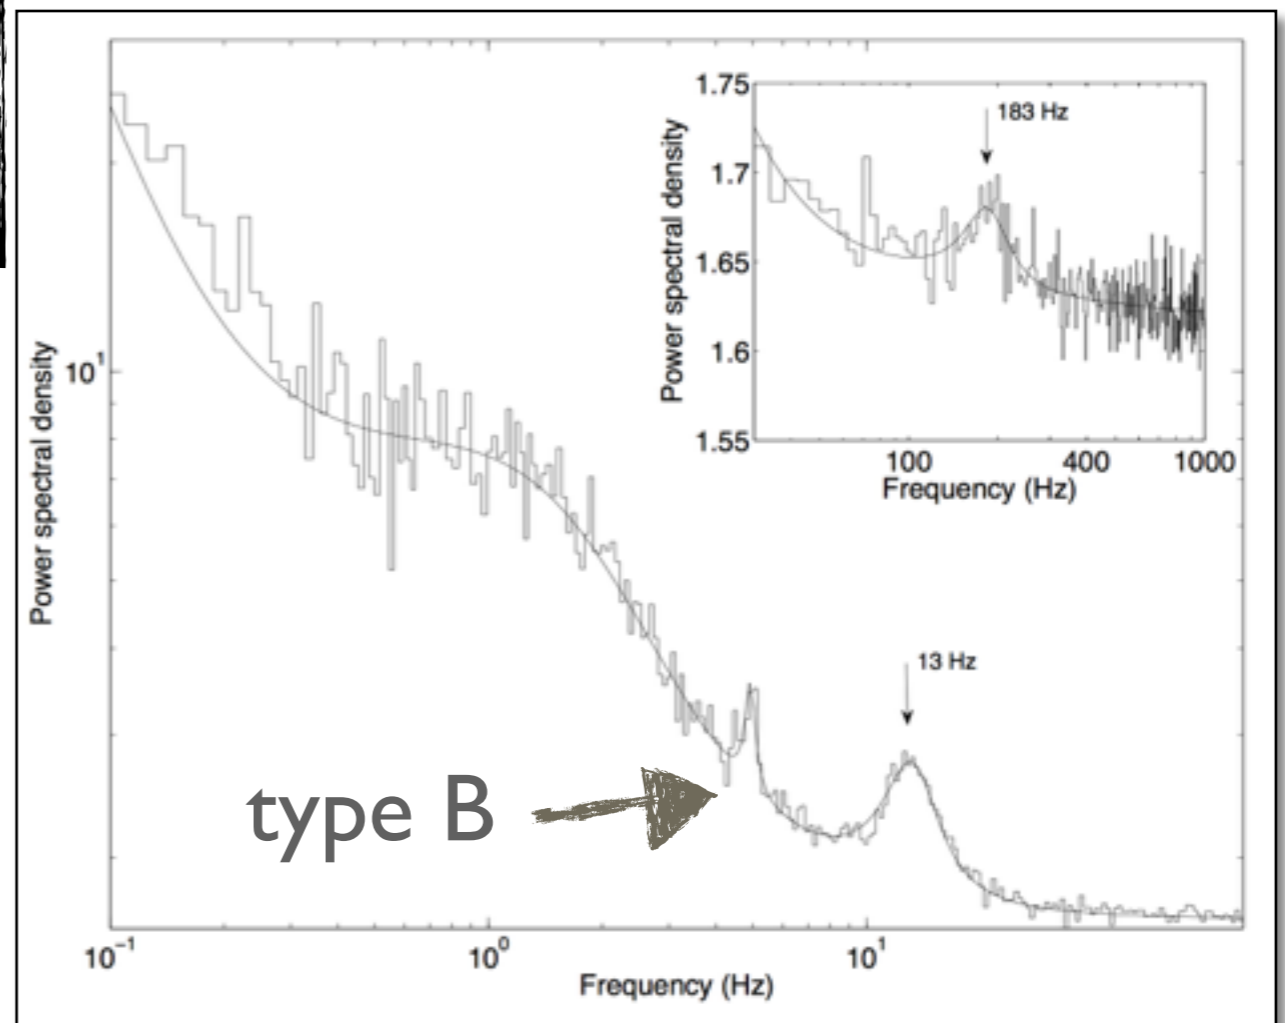 1.75
1.7
1.65
1.6
1.55
Power spectral density
183 Hz
100
400
1000
Frequency (Hz)
Power spectral density
10¹
13 Hz
type B
10⁻¹
10⁰
10¹
Frequency (Hz)